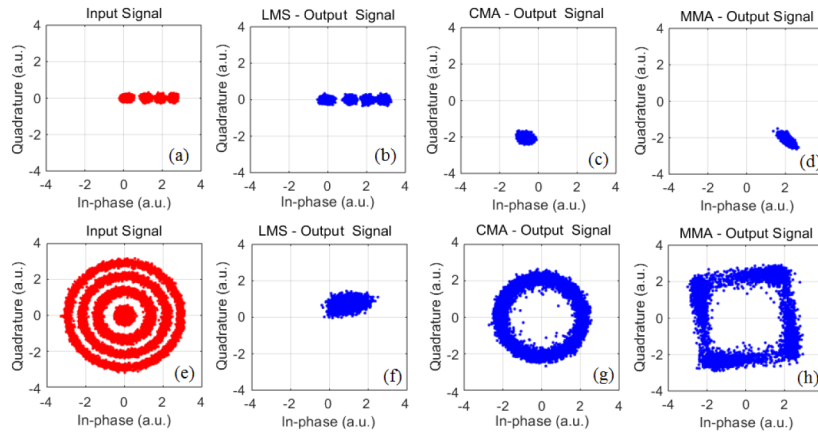 Input Signal
LMS - Output Signal
CMA - Output Signal
MMA - Output Signal
Quadrature (a.u.)
4
2
0
-2
-4
(a)
-4 -2 0 2 4
In-phase (a.u.)
Quadrature (a.u.)
4
2
0
-2
-4
(b)
-4 -2 0 2 4
In-phase (a.u.)
Quadrature (a.u.)
4
2
0
-2
-4
(c)
-4 -2 0 2 4
In-phase (a.u.)
Quadrature (a.u.)
4
2
0
-2
-4
(d)
-4 -2 0 2 4
In-phase (a.u.)
Input Signal
LMS - Output Signal
CMA - Output Signal
MMA - Output Signal
Quadrature (a.u.)
4
2
0
-2
-4
(e)
-4 -2 0 2 4
In-phase (a.u.)
Quadrature (a.u.)
4
2
0
-2
-4
(f)
-4 -2 0 2 4
In-phase (a.u.)
Quadrature (a.u.)
4
2
0
-2
-4
(g)
-4 -2 0 2 4
In-phase (a.u.)
Quadrature (a.u.)
4
2
0
-2
-4
(h)
-4 -2 0 2 4
In-phase (a.u.)